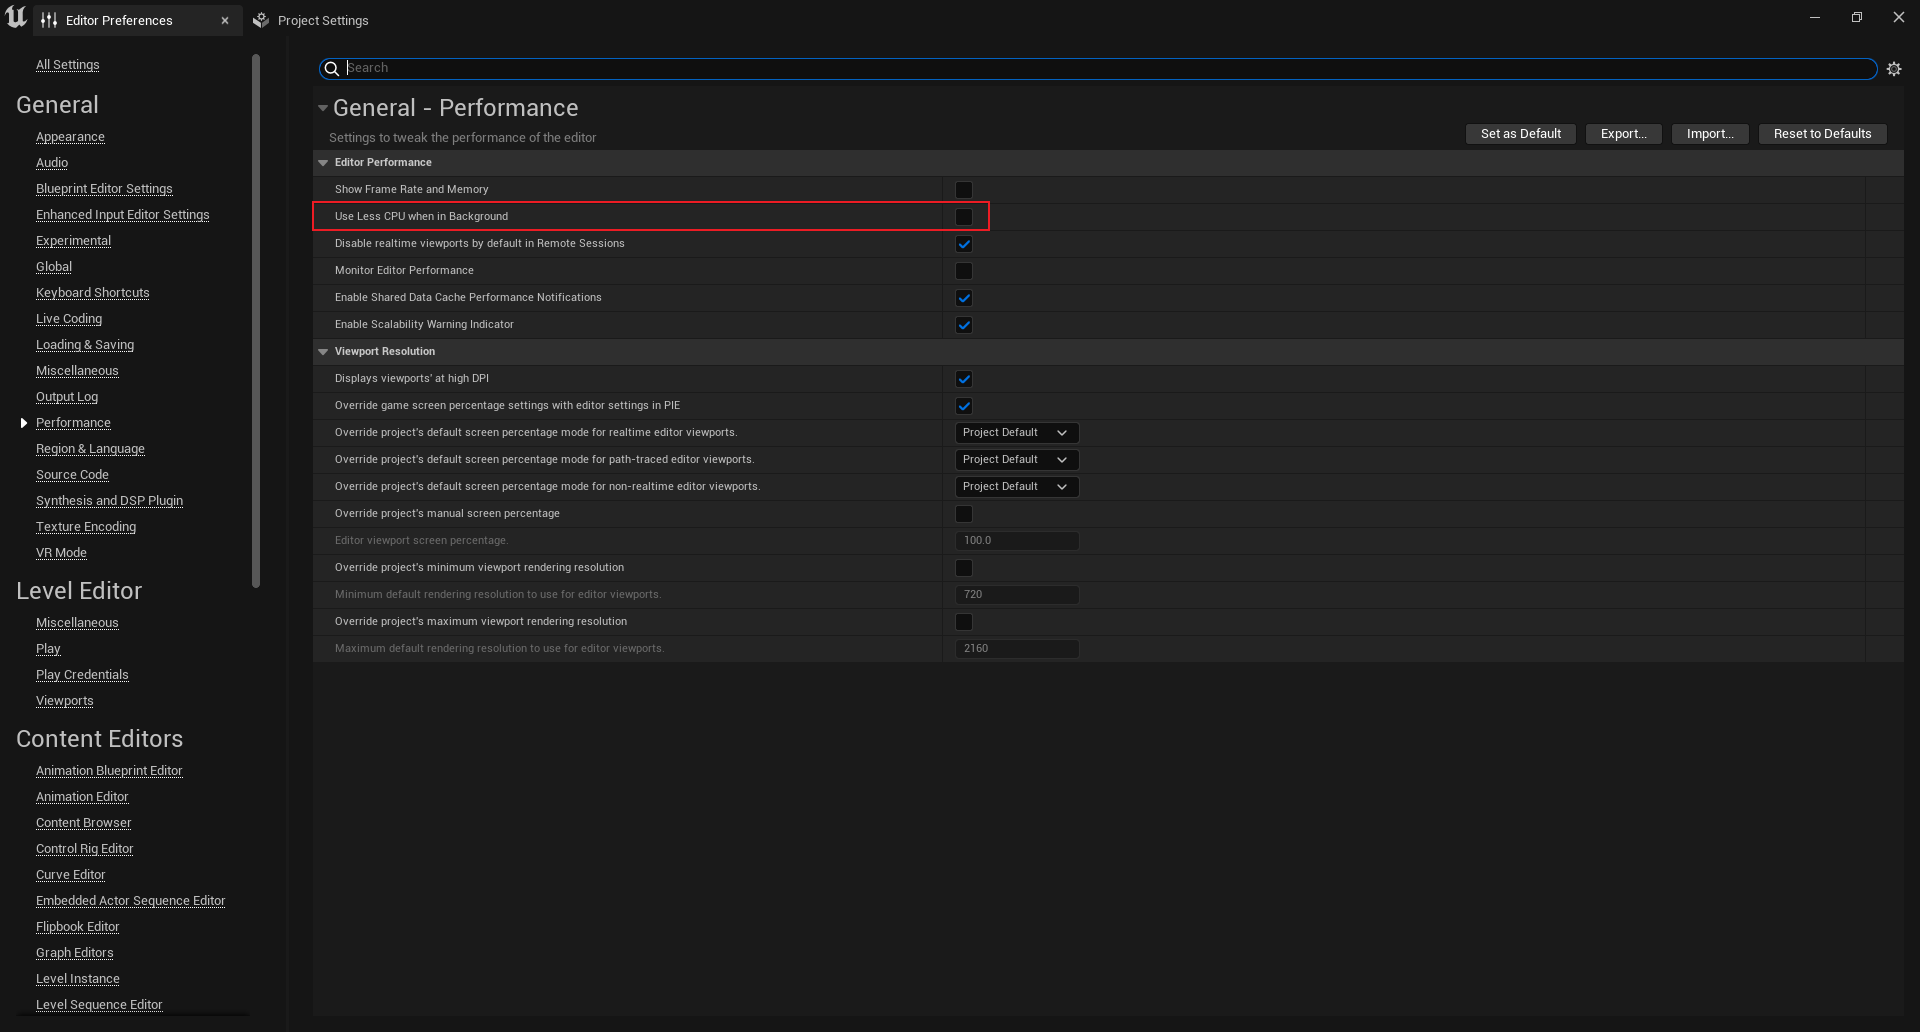 Editor Preferences
Project Settings
All Settings
General
Appearance
Audio
Blueprint Editor Settings
Enhanced Input Editor Settings
Experimental
Global
Keyboard Shortcuts
Live Coding
Loading & Saving
Miscellaneous
Output Log
Performance
Region & Language
Source Code
Synthesis and DSP Plugin
Texture Encoding
VR Mode
Level Editor
Miscellaneous
Play
Play Credentials
Viewports
Content Editors
Animation Blueprint Editor
Animation Editor
Content Browser
Control Rig Editor
Curve Editor
Embedded Actor Sequence Editor
Flipbook Editor
Graph Editors
Level Instance
Level Sequence Editor
Search
General - Performance
Settings to tweak the performance of the editor
Set as Default Export... Import... Reset to Defaults
Editor Performance
Show Frame Rate and Memory
Use Less CPU when in Background
Disable realtime viewports by default in Remote Sessions
Monitor Editor Performance
Enable Shared Data Cache Performance Notifications
Enable Scalability Warning Indicator
Viewport Resolution
Displays viewports' at high DPI
Override game screen percentage settings with editor settings in PIE
Override project's default screen percentage mode for realtime editor viewports. Project Default
Override project's default screen percentage mode for path-traced editor viewports. Project Default
Override project's default screen percentage mode for non-realtime editor viewports. Project Default
Override project's manual screen percentage
Editor viewport screen percentage. 100.0
Override project's minimum viewport rendering resolution
Minimum default rendering resolution to use for editor viewports. 720
Override project's maximum viewport rendering resolution
Maximum default rendering resolution to use for editor viewports. 2160